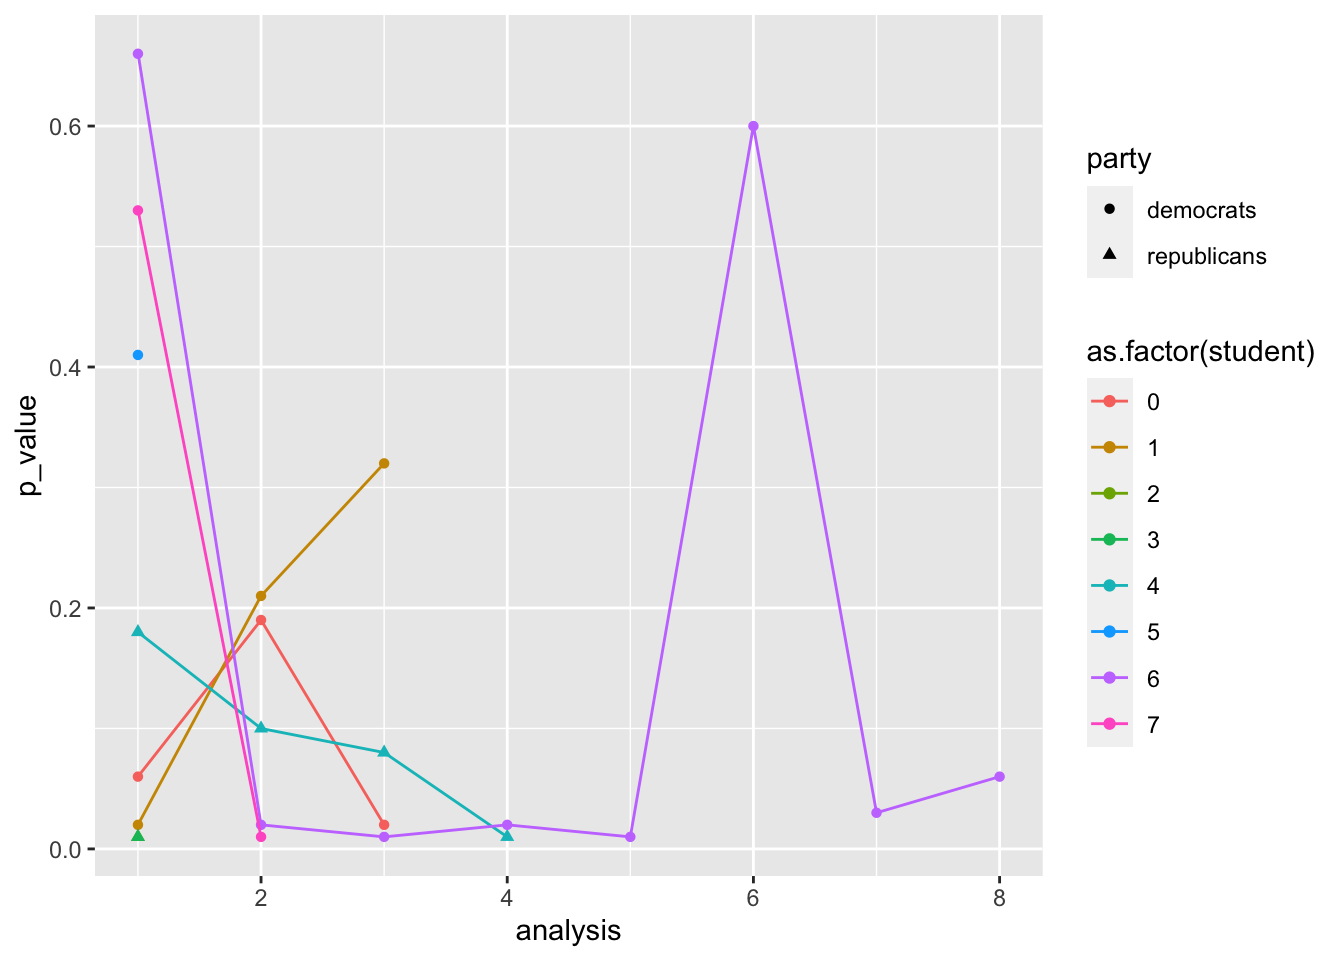 p_value
0.6
0.4
0.2
0.0
2 4 6 8
analysis
party
democrats
republicans
as.factor(student)
0
1
2
3
4
5
6
7